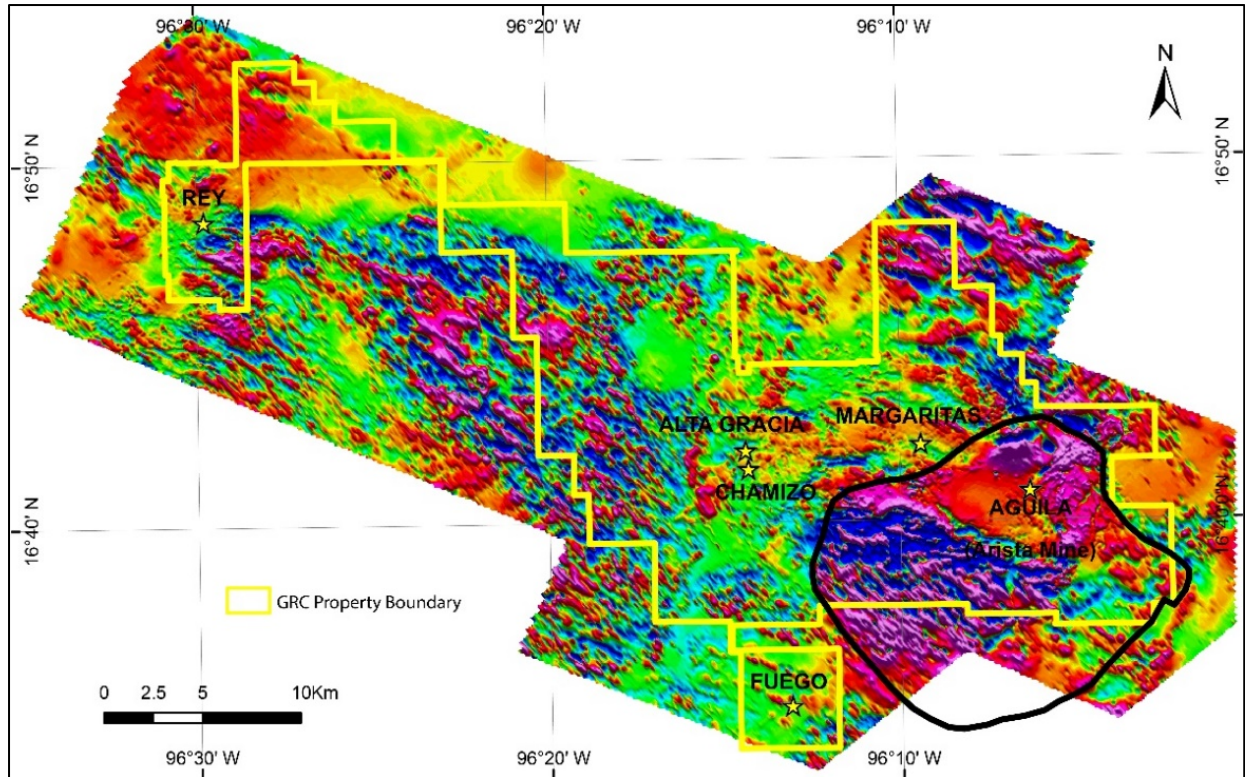 96°30' W
96°20' W
96°10' W
N
16°50' N
16°50' N
REY
ALTA GRACIA
MARGARITAS
CHAMIZO
AGUILA
(Arista Mine)
16°40' N
16°40'0"N
GRC Property Boundary
FUEGO
0 2.5 5 10Km
96°30' W
96°20' W
96°10' W